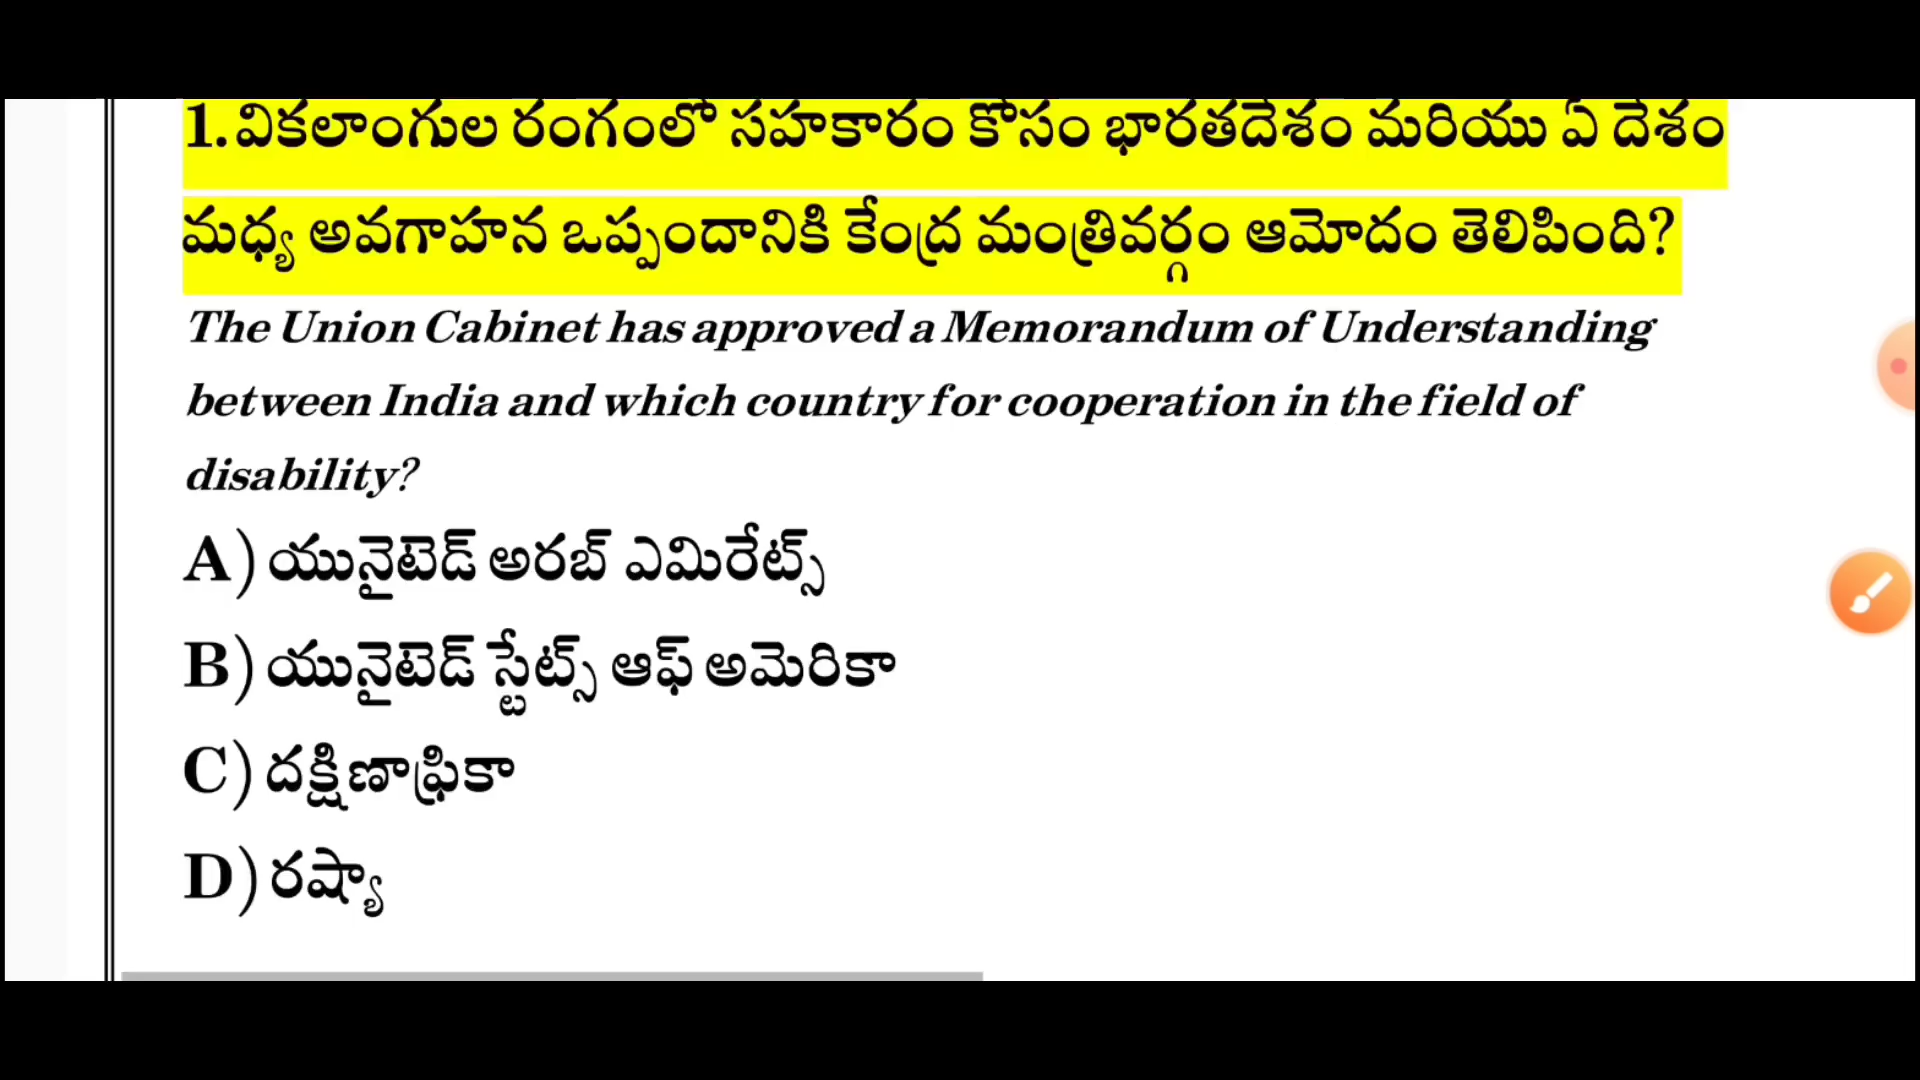 1.వికలాంగుల రంగంలో సహకారం కోసం భారతదేశం మరియు ఏ దేశం
మధ్య అవగాహన ఒప్పందానికి కేంద్ర మంత్రివర్గం ఆమోదం తెలిపింది?
The Union Cabinet has approved a Memorandum of Understanding
between India and which country for cooperation in the field of
disability?
A) యునైటెడ్ అరబ్ ఎమిరేట్స్
B) యునైటెడ్ స్టేట్స్ ఆఫ్ అమెరికా
C) దక్షిణాఫ్రికా
D) రష్యా